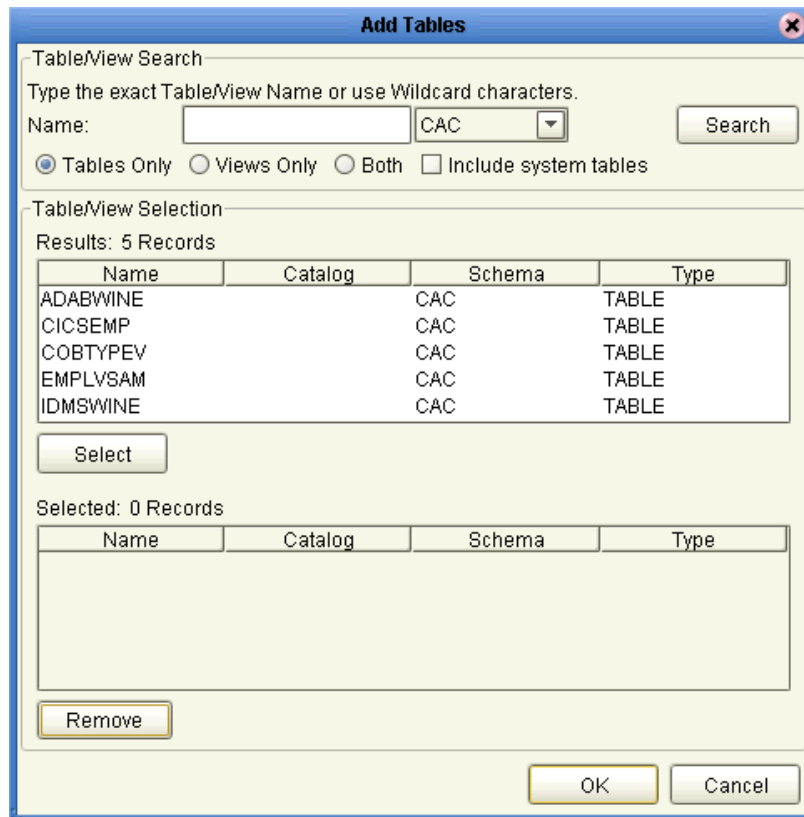 Add Tables
Table/View Search
Type the exact Table/View Name or use Wildcard characters.
Name: CAC Search
Tables Only Views Only Both Include system tables
Table/View Selection
Results: 5 Records
Name Catalog Schema Type
ADABWINE CAC TABLE
CICSEMP CAC TABLE
COBTYPEV CAC TABLE
EMPLVSAM CAC TABLE
IDMSWINE CAC TABLE
Select
Selected: 0 Records
Name Catalog Schema Type
Remove
OK Cancel